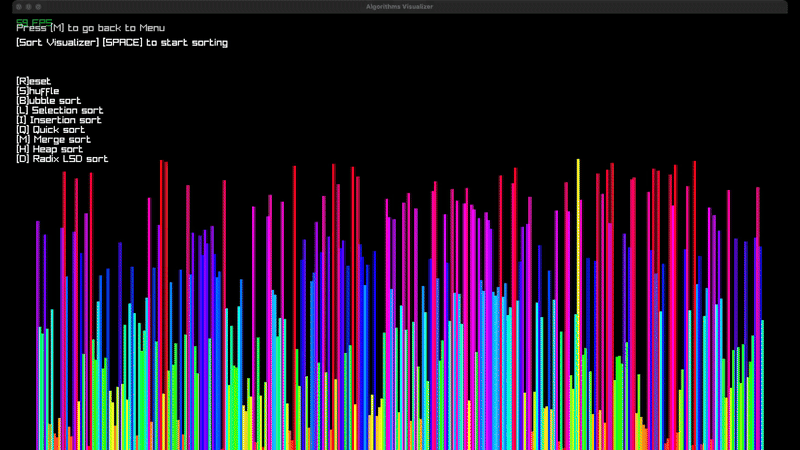 Algorithms Visualizer
59 FPS
Press [M] to go back to Menu
[Sort Visualizer] [SPACE] to start sorting
[R]eset
[S]huffle
[B]ubble sort
[L] Selection sort
[I] Insertion sort
[Q] Quick sort
[M] Merge sort
[H] Heap sort
[D] Radix LSD sort